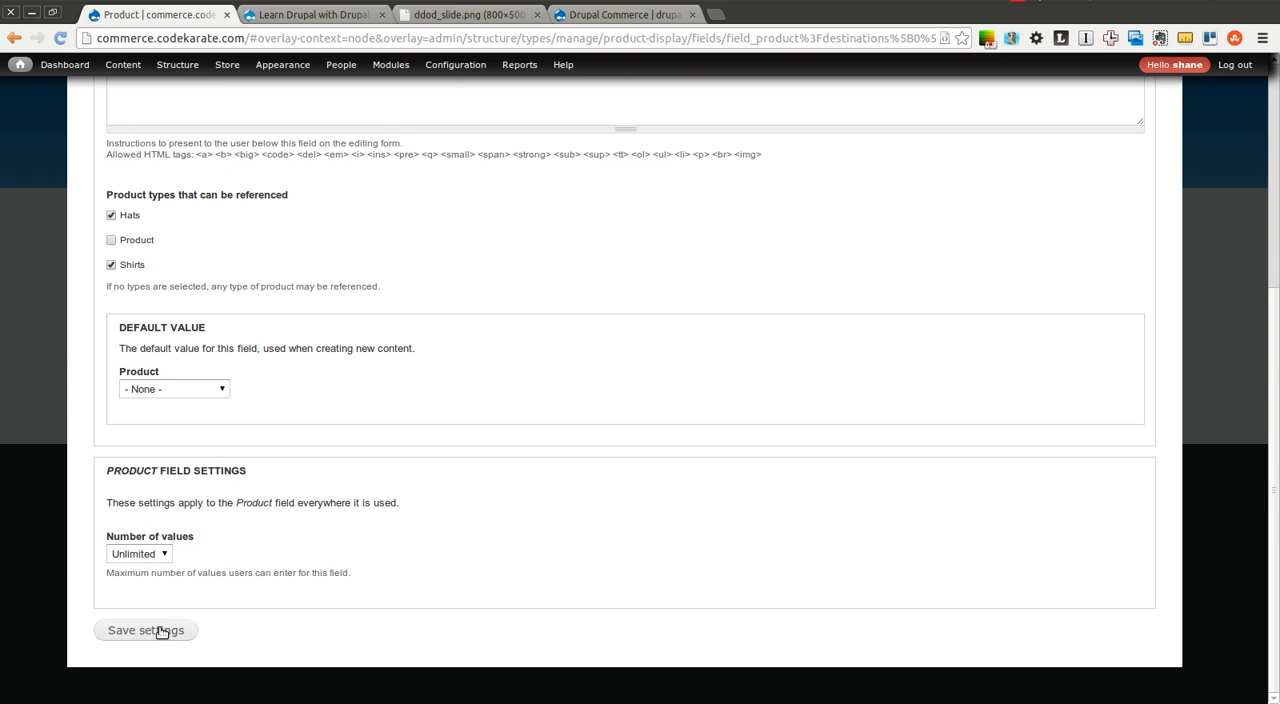 Product | commerce.code
Learn Drupal with Drupal
ddod_slide.png (800×500
Drupal Commerce | drupa
commerce.codekarate.com/#overlay-context=node&overlay=admin/structure/types/manage/product-display/fields/field_product%3Fdestinations%5B0%5
Dashboard Content Structure Store Appearance People Modules Configuration Reports Help Hello shane Log out
Instructions to present to the user below this field on the editing form.
Allowed HTML tags: <a> <b> <big> <code> <del> <em> <i> <ins> <pre> <q> <small> <span> <strong> <sub> <sup> <tt> <ol> <ul> <li> <p> <br> <img>
Product types that can be referenced
Hats
Product
Shirts
If no types are selected, any type of product may be referenced.
DEFAULT VALUE
The default value for this field, used when creating new content.
Product
- None -
PRODUCT FIELD SETTINGS
These settings apply to the Product field everywhere it is used.
Number of values
Unlimited
Maximum number of values users can enter for this field.
Save settings